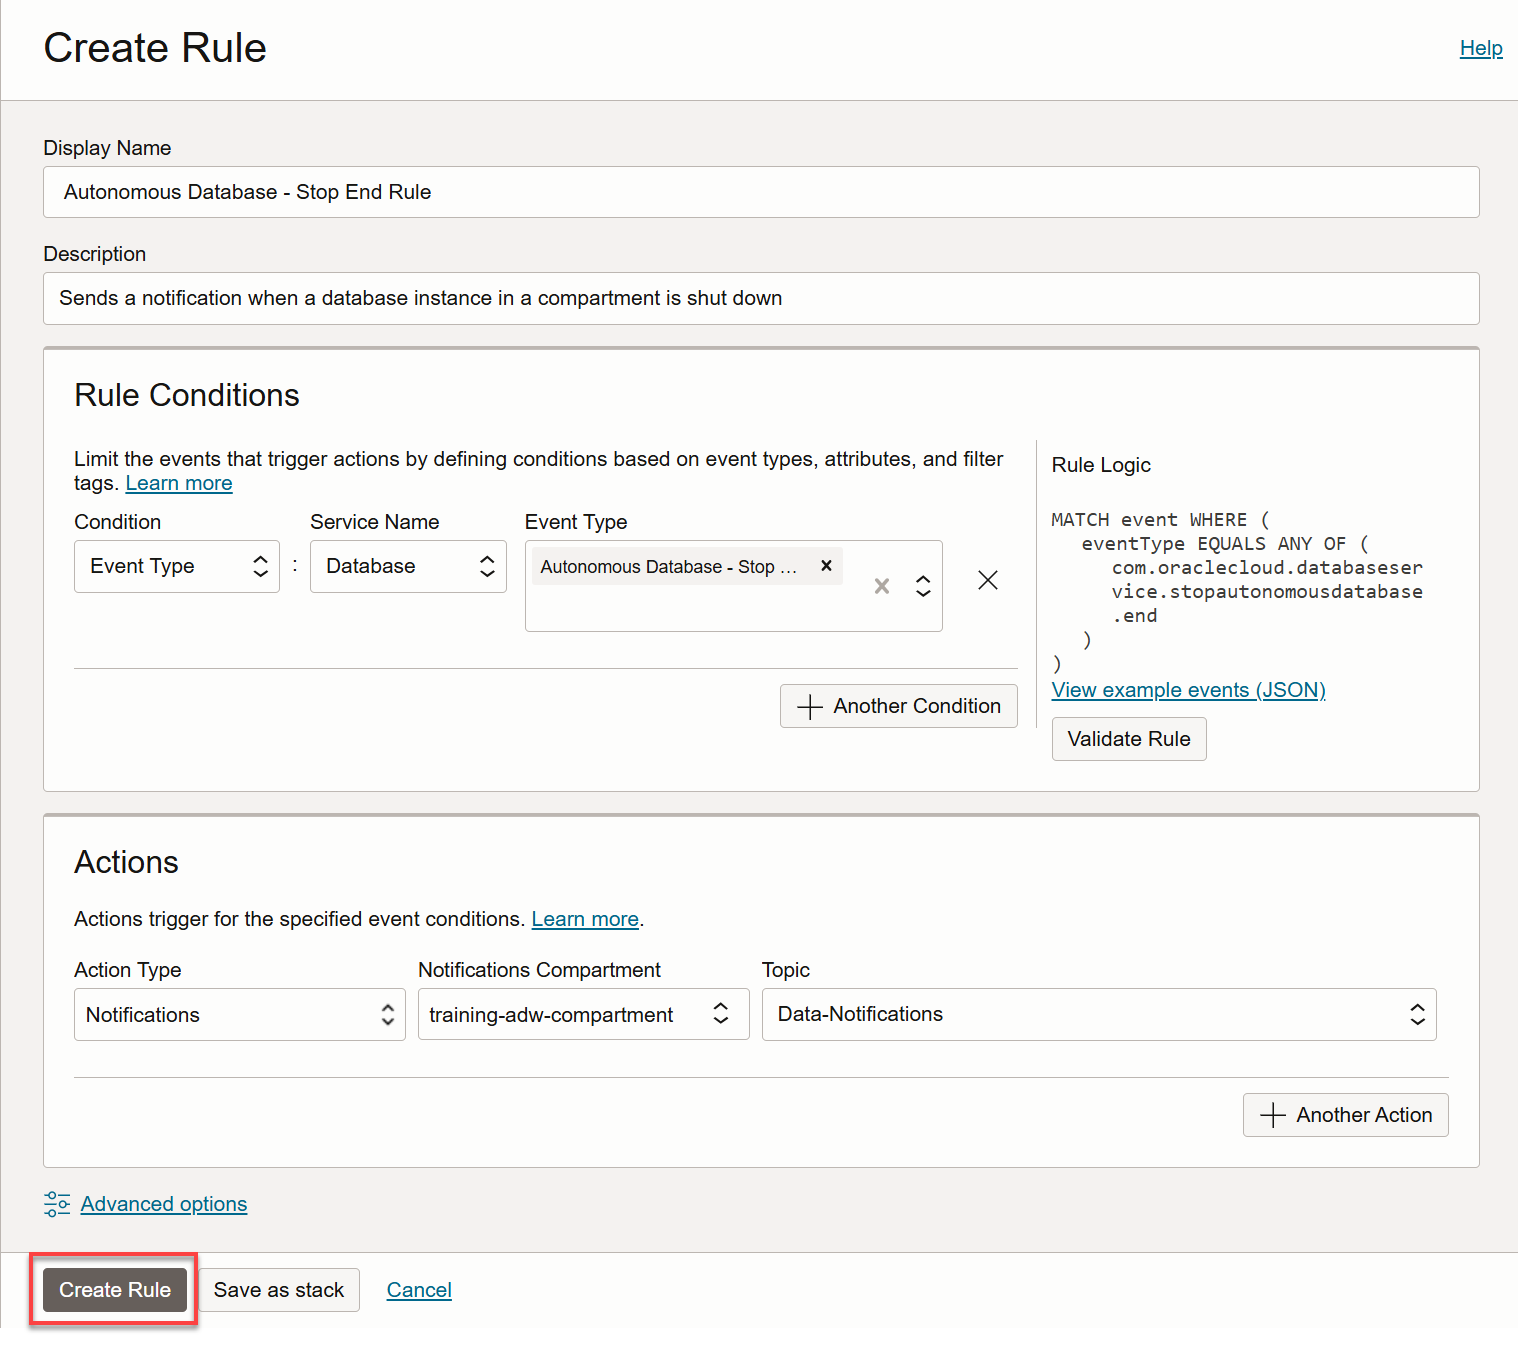 Create Rule
Help
Display Name
Autonomous Database - Stop End Rule
Description
Sends a notification when a database instance in a compartment is shut down
Rule Conditions
Limit the events that trigger actions by defining conditions based on event types, attributes, and filter
tags. Learn more
Condition
Service Name
Event Type
Event Type
:
Database
Autonomous Database - Stop ...
Another Condition
Rule Logic
MATCH event WHERE (
eventType EQUALS ANY OF (
com.oraclecloud.databaseser
vice.stopautonomousdatabase
.end
)
)
View example events (JSON)
Validate Rule
Actions
Actions trigger for the specified event conditions. Learn more.
Action Type
Notifications Compartment
Topic
Notifications
training-adw-compartment
Data-Notifications
Another Action
Advanced options
Create Rule
Save as stack
Cancel